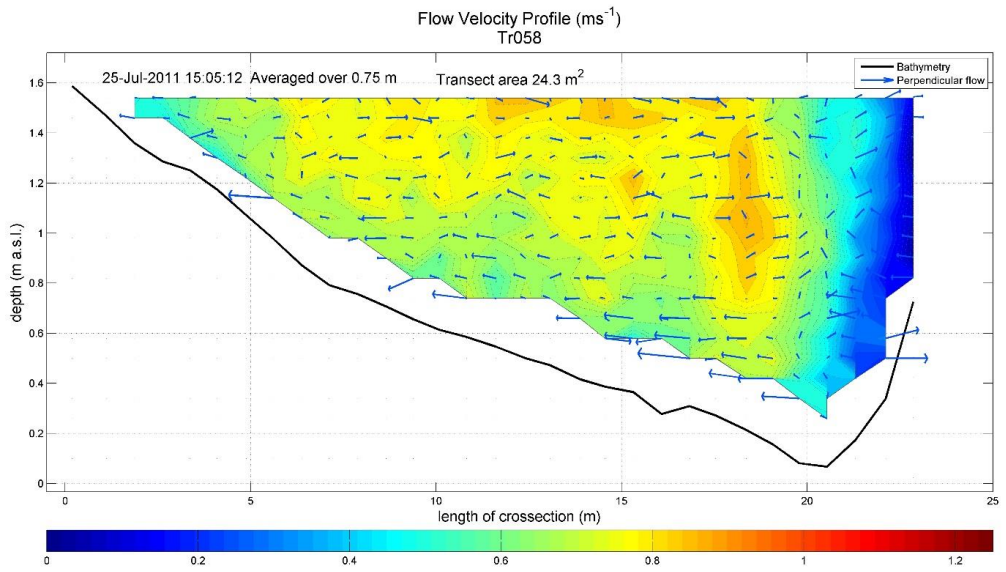 Flow Velocity Profile (ms-1)
Tr058
25-Jul-2011 15:05:12 Averaged over 0.75 m
Transect area 24.3 m2
Bathymetry
Perpendicular flow
depth (m a.s.l.)
1.6
1.4
1.2
1
0.8
0.6
0.4
0.2
0
0 5 10 15 20 25
length of crossection (m)
0 0.2 0.4 0.6 0.8 1 1.2